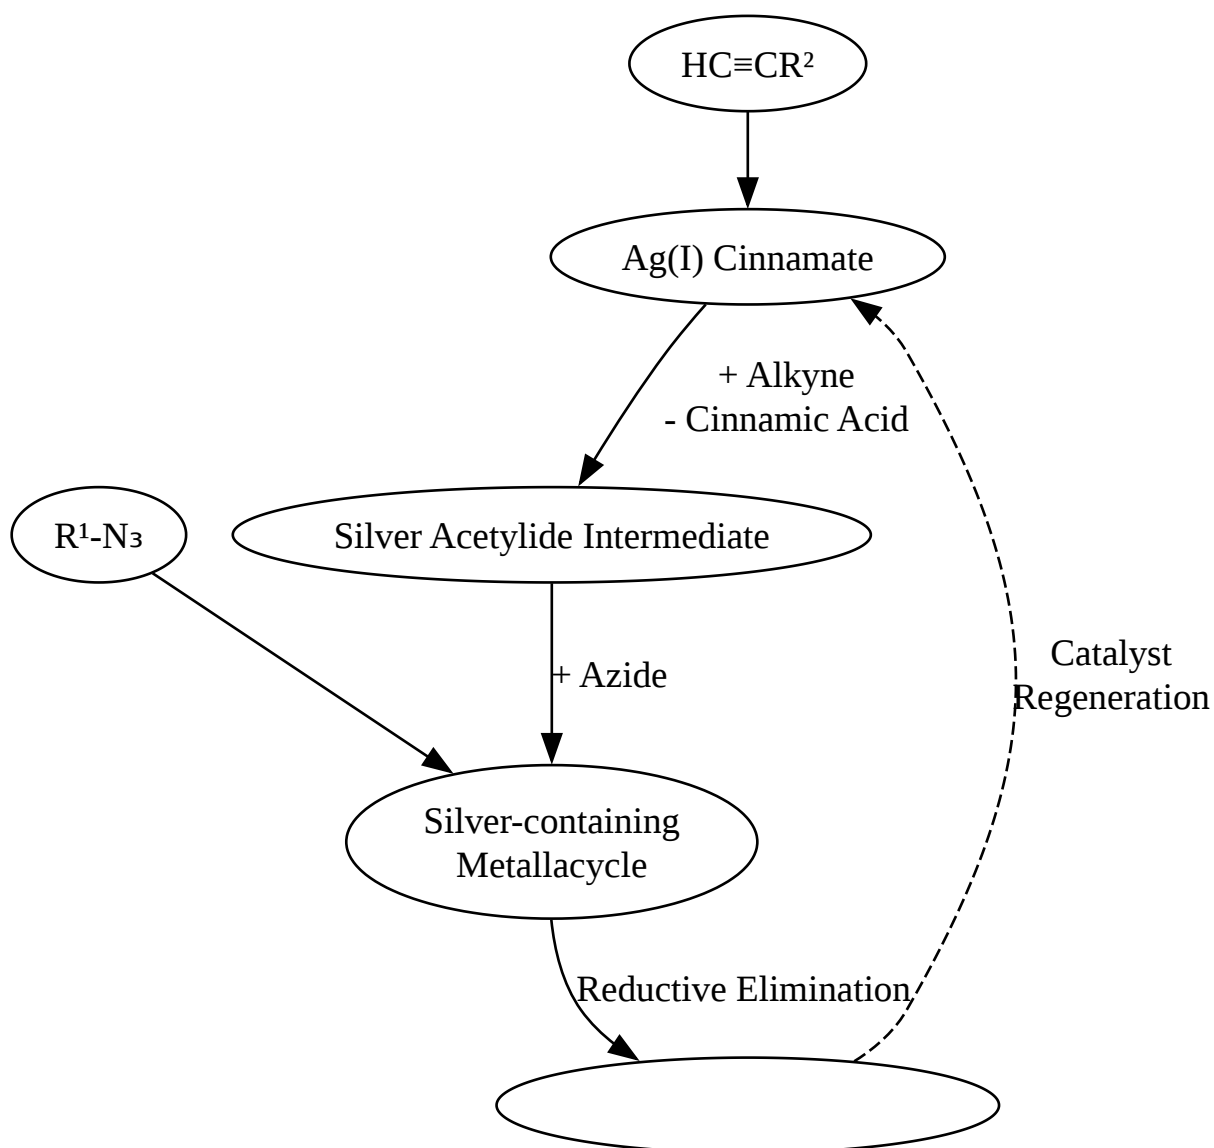 HC≡CR²
Ag(I) Cinnamate
+ Alkyne
- Cinnamic Acid
R¹-N₃
Silver Acetylide Intermediate
+ Azide
Catalyst
Regeneration
Silver-containing
Metallacycle
Reductive Elimination